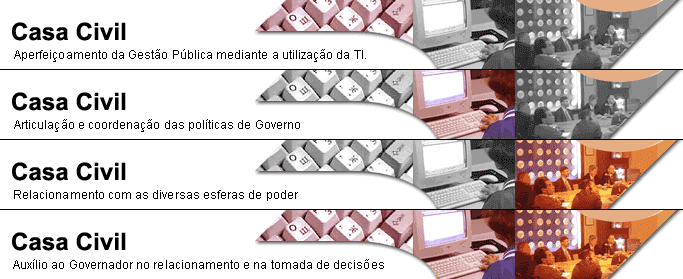 Casa Civil
Aperfeiçoamento da Gestão Pública mediante a utilização da TI.
Casa Civil
Articulação e coordenação das políticas de Governo
Casa Civil
Relacionamento com as diversas esferas de poder
Casa Civil
Auxílio ao Governador no relacionamento e na tomada de decisões